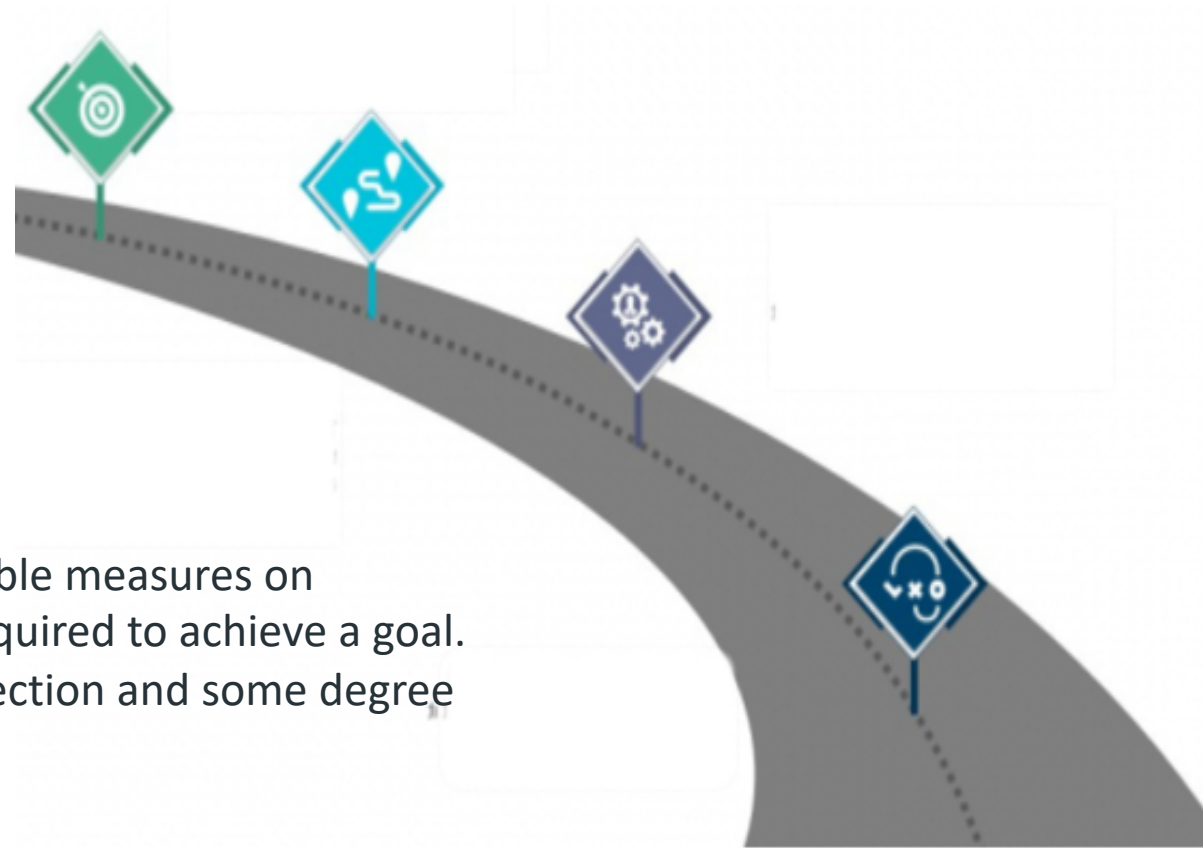 ble measures on
quired to achieve a goal.
ection and some degree